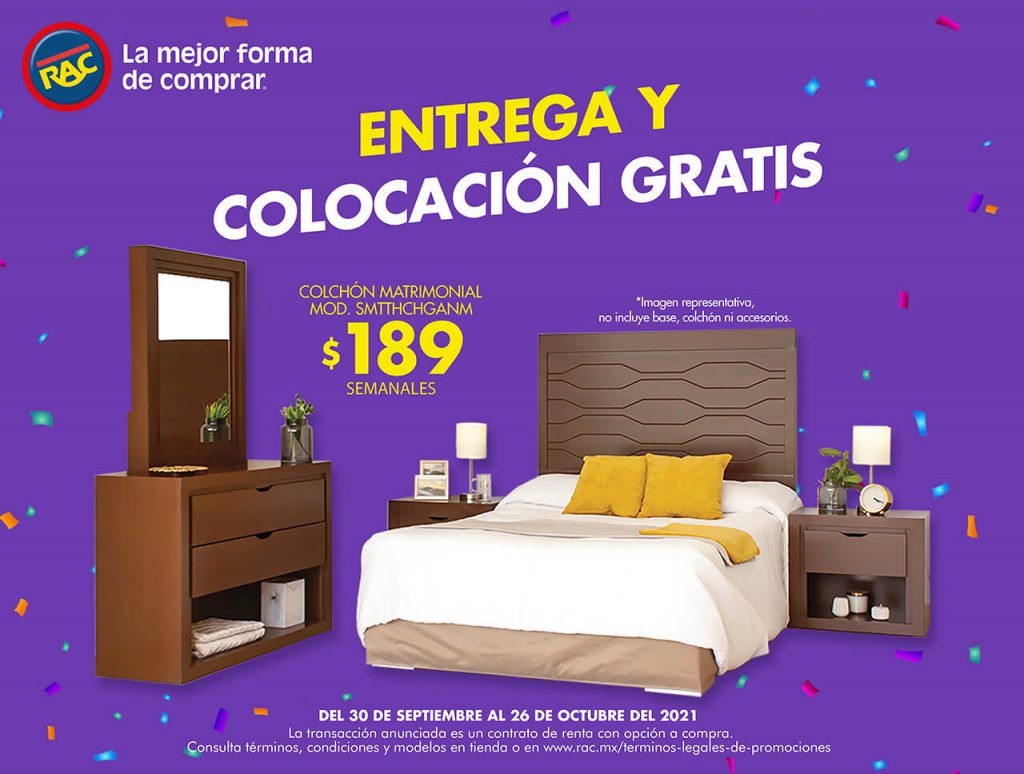 RAC
La mejor forma
de comprar.
ENTREGA Y
COLOCACIÓN GRATIS
COLCHÓN MATRIMONIAL
MOD. SMTTHCHGANM
$189
SEMANALES
*Imagen representativa,
no incluye base, colchón ni accesorios.
DEL 30 DE SEPTIEMBRE AL 26 DE OCTUBRE DEL 2021
La transacción anunciada es un contrato de renta con opción a compra.
Consulta términos, condiciones y modelos en tienda o en www.rac.mx/terminos-legales-de-promociones